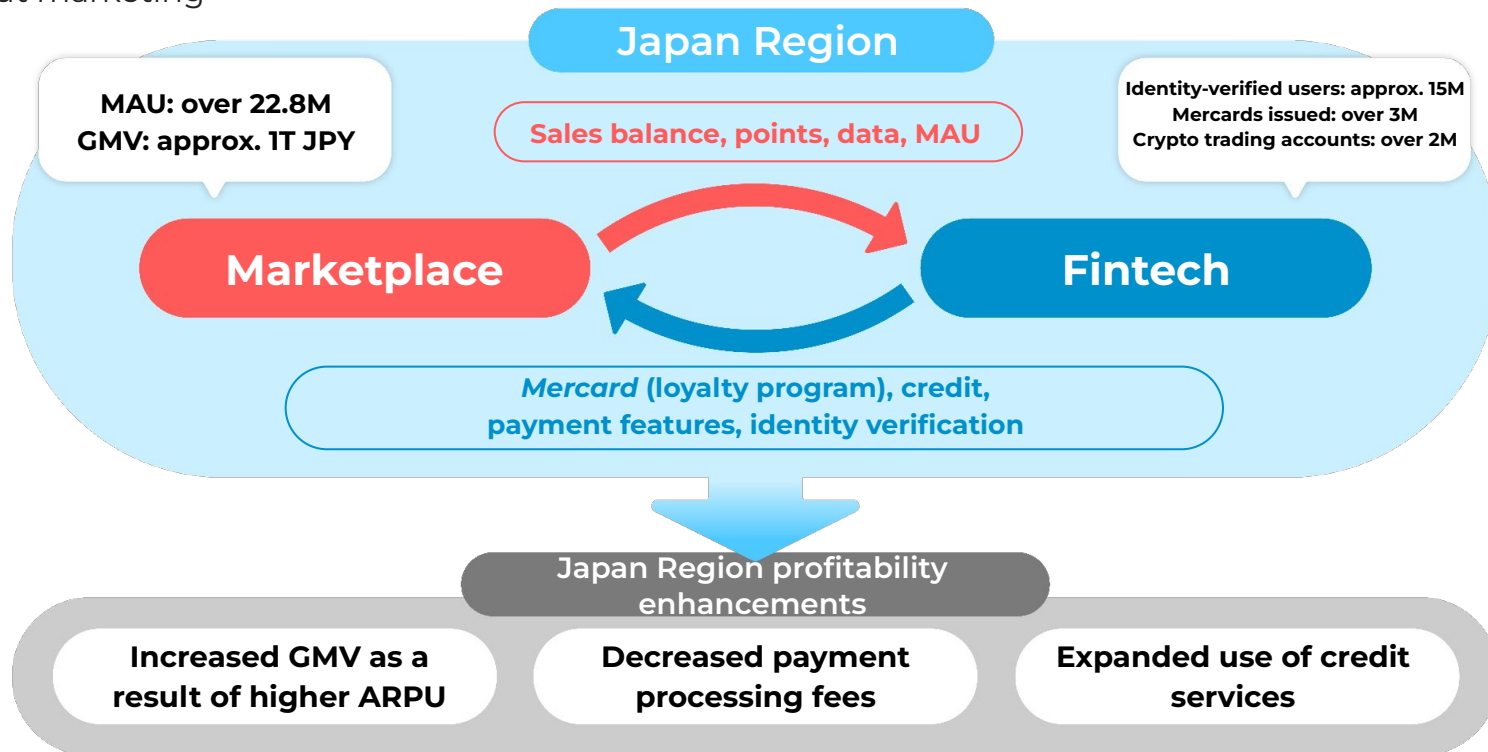 marketing
Japan Region
MAU: over 22.8M
GMV: approx. 1T JPY
Sales balance, points, data, MAU
Identity-verified users: approx. 15M
Mercards issued: over 3M
Crypto trading accounts: over 2M
Marketplace
Fintech
Mercard (loyalty program), credit,
payment features, identity verification
Japan Region profitability
enhancements
Increased GMV as a
result of higher ARPU
Decreased payment
processing fees
Expanded use of credit
services